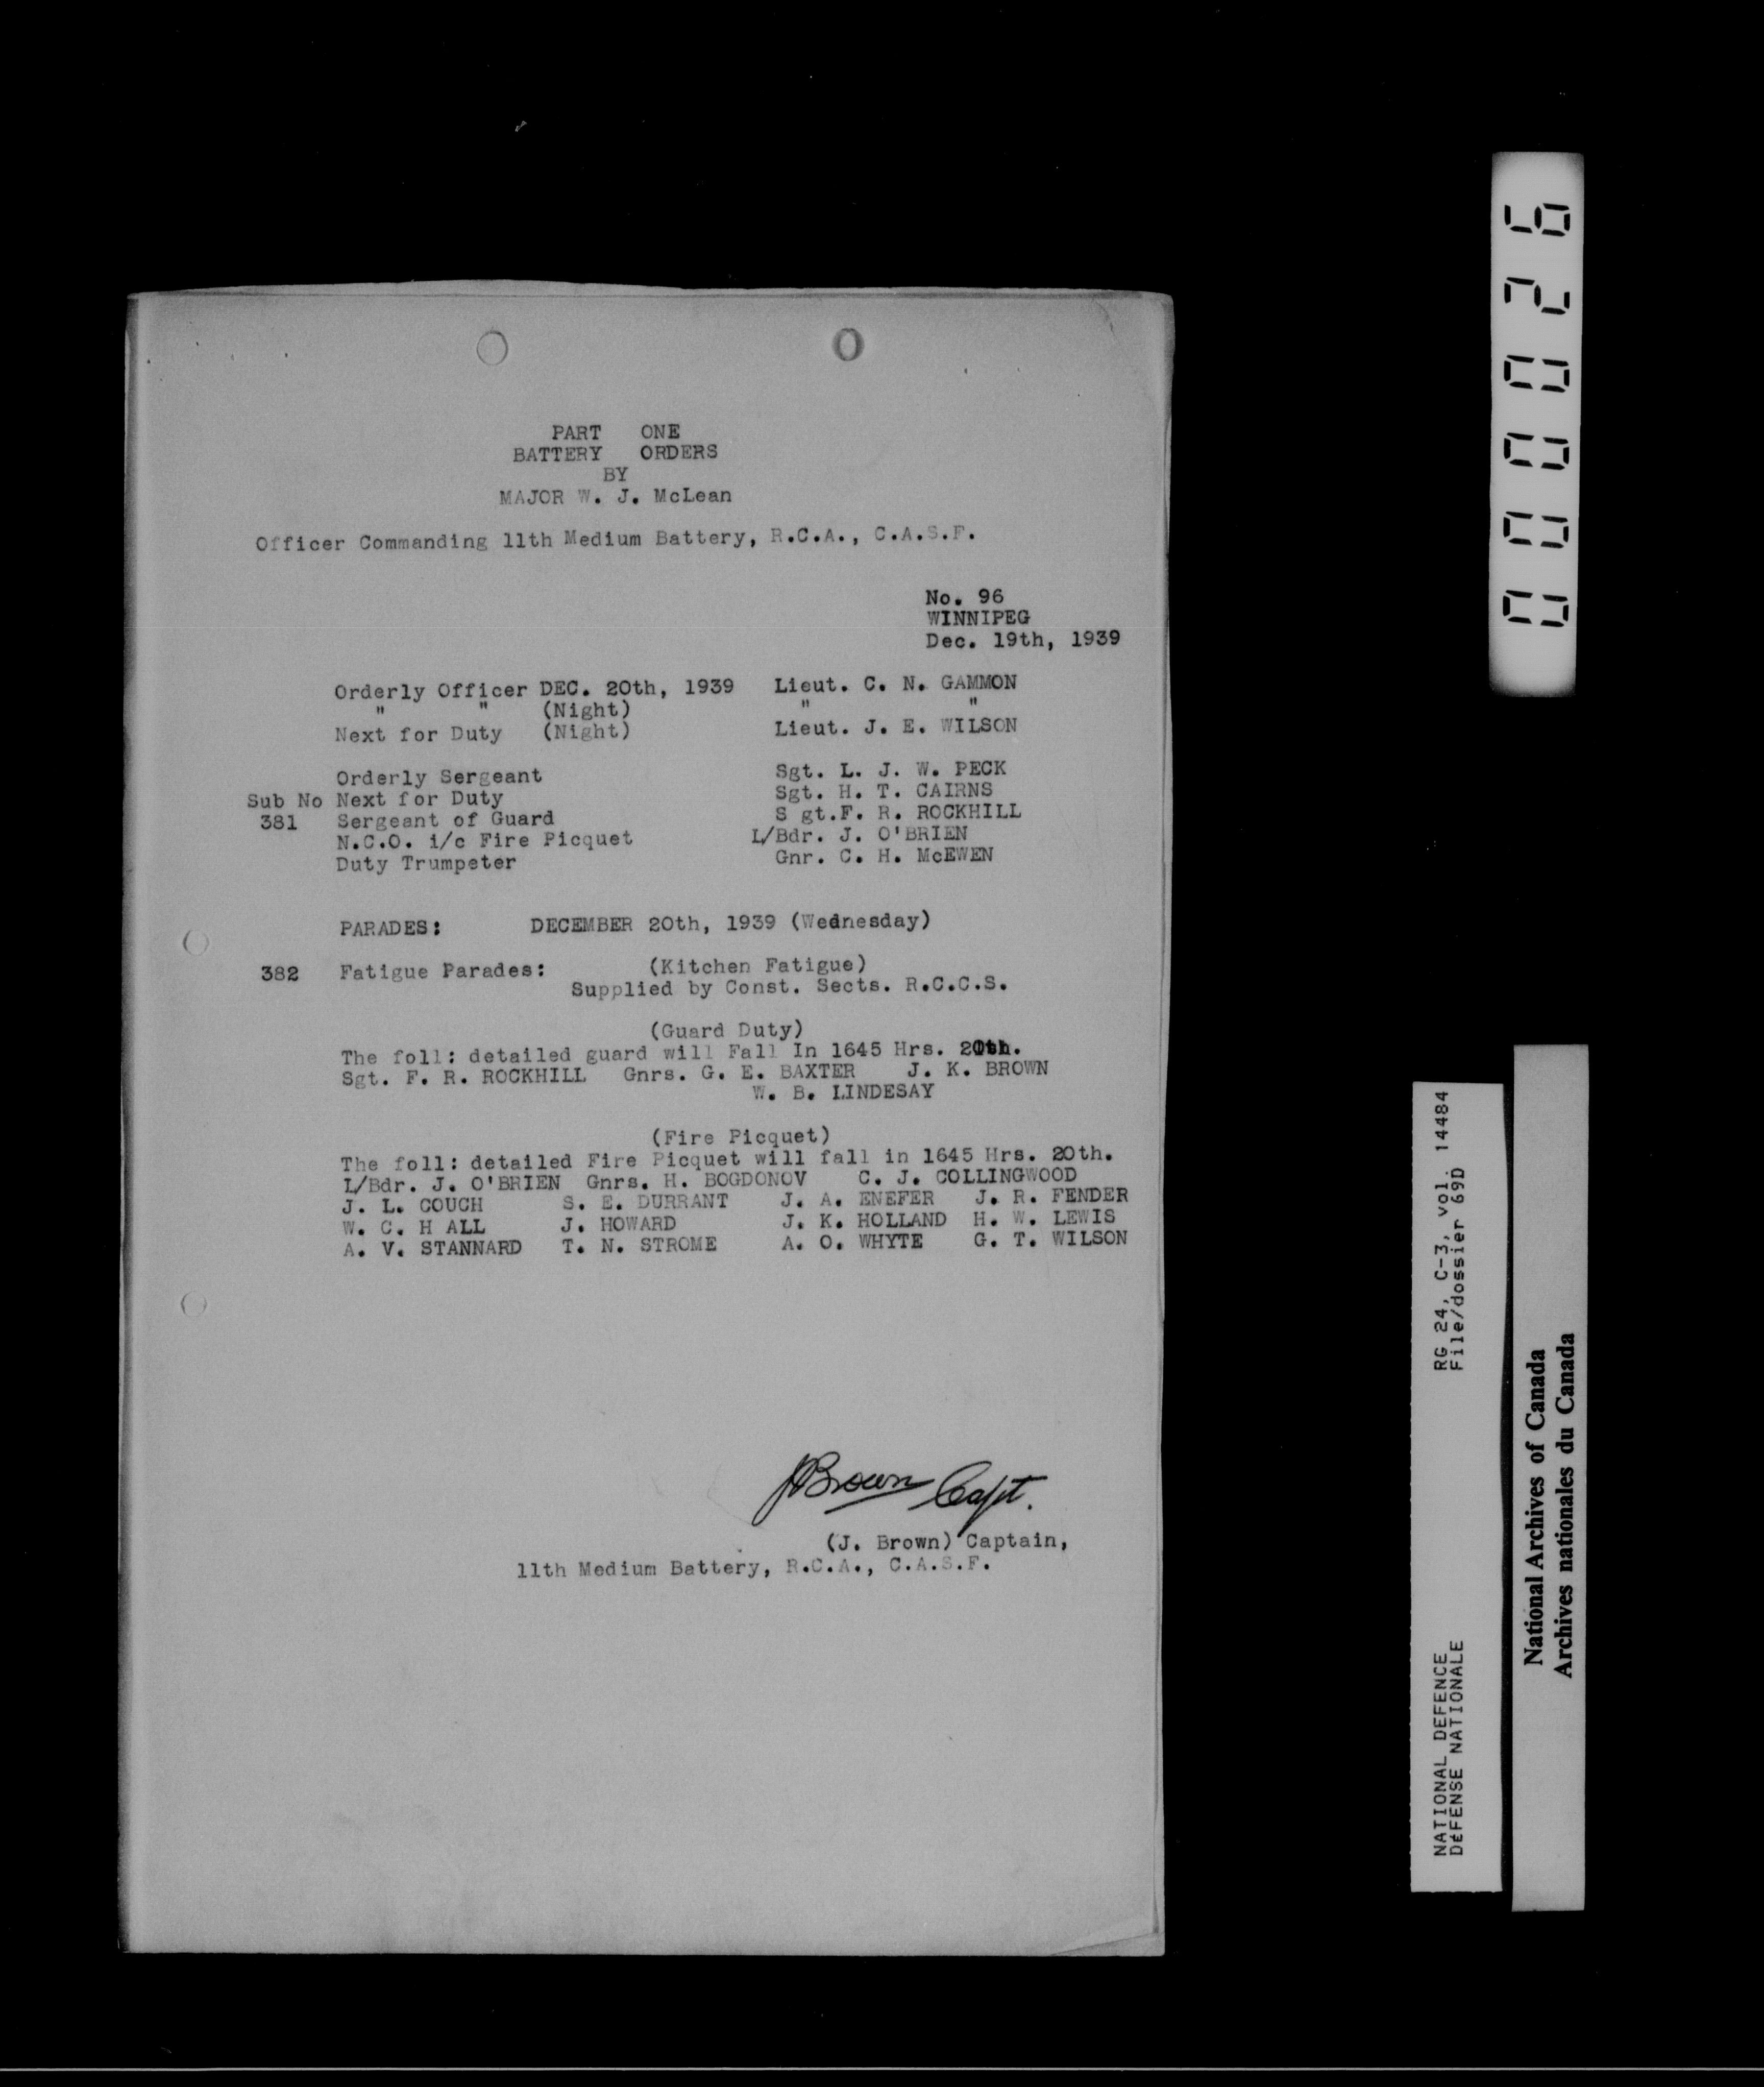 PART ONE
BATTERY ORDERS
BY
MAJOR W. J. McLean
Officer Commanding 11th Medium Battery, R.C.A., C.A.S.F.
No. 96
WINNIPEG
Dec. 19th, 1939
Orderly Officer DEC. 20th, 1939 Lieut. C. N. GAMMON
" " (Night) " "
Next for Duty (Night) Lieut. J. E. WILSON
Orderly Sergeant Sgt. L. J. W. PECK
Sub No Next for Duty Sgt. H. T. CAIRNS
381 Sergeant of Guard S gt.F. R. ROCKHILL
N.C.O. i/c Fire Picquet L/Bdr. J. O'BRIEN
Duty Trumpeter Gnr. C. H. McEWEN
PARADES: DECEMBER 20th, 1939 (Wednesday)
382 Fatigue Parades: (Kitchen Fatigue)
Supplied by Const. Sects. R.C.C.S.
(Guard Duty)
The foll: detailed guard will Fall In 1645 Hrs. 20th.
Sgt. F. R. ROCKHILL Gnrs. G. E. BAXTER J. K. BROWN
W. B. LINDESAY
(Fire Picquet)
The foll: detailed Fire Picquet will fall in 1645 Hrs. 20th.
L/Bdr. J. O'BRIEN Gnrs. H. BOGDONOV C. J. COLLINGWOOD
J. L. COUCH S. E. DURRANT J. A. ENEFER J. R. FENDER
W. C. H ALL J. HOWARD J. K. HOLLAND H. W. LEWIS
A. V. STANNARD T. N. STROME A. O. WHYTE G. T. WILSON
JBrown Capt.
(J. Brown) Captain,
11th Medium Battery, R.C.A., C.A.S.F.
000026
NATIONAL DEFENCE RG 24, C-3, vol. 14484
DÉFENSE NATIONALE File/dossier 69D
National Archives of Canada
Archives nationales du Canada